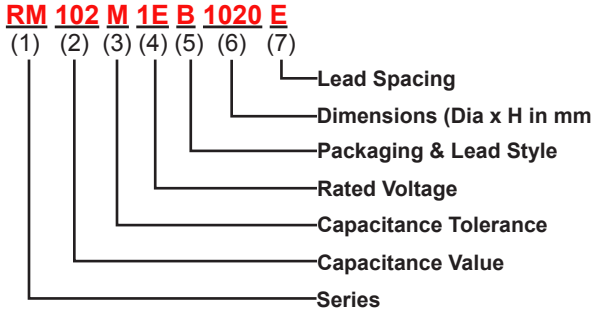 RM 102 M 1E B 1020 E
(1) (2) (3) (4) (5) (6) (7)
Lead Spacing
Dimensions (Dia x H in mm
Packaging & Lead Style
Rated Voltage
Capacitance Tolerance
Capacitance Value
Series